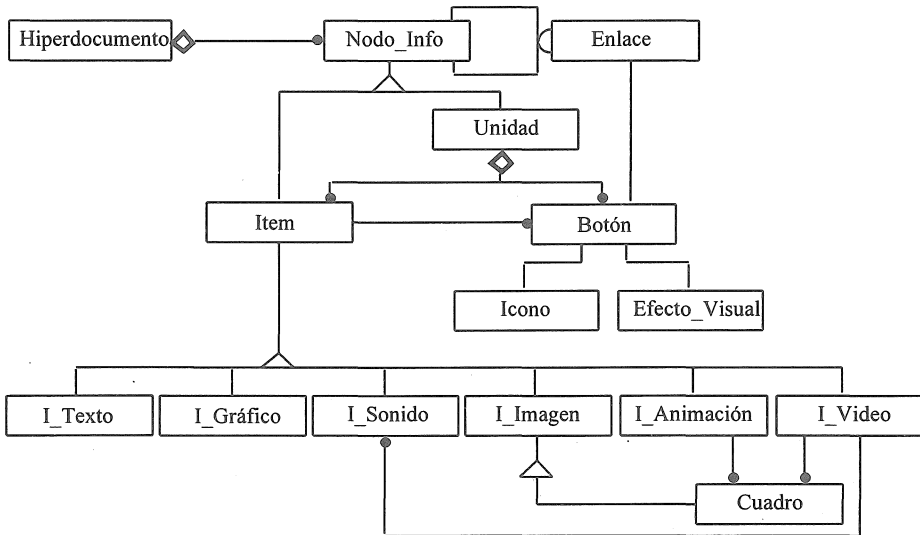 Hiperdocumento
Nodo_Info
Enlace
Unidad
Item
Botón
Icono
Efecto_Visual
I_Texto
I_Gráfico
I_Sonido
I_Imagen
I_Animación
I_Video
Cuadro